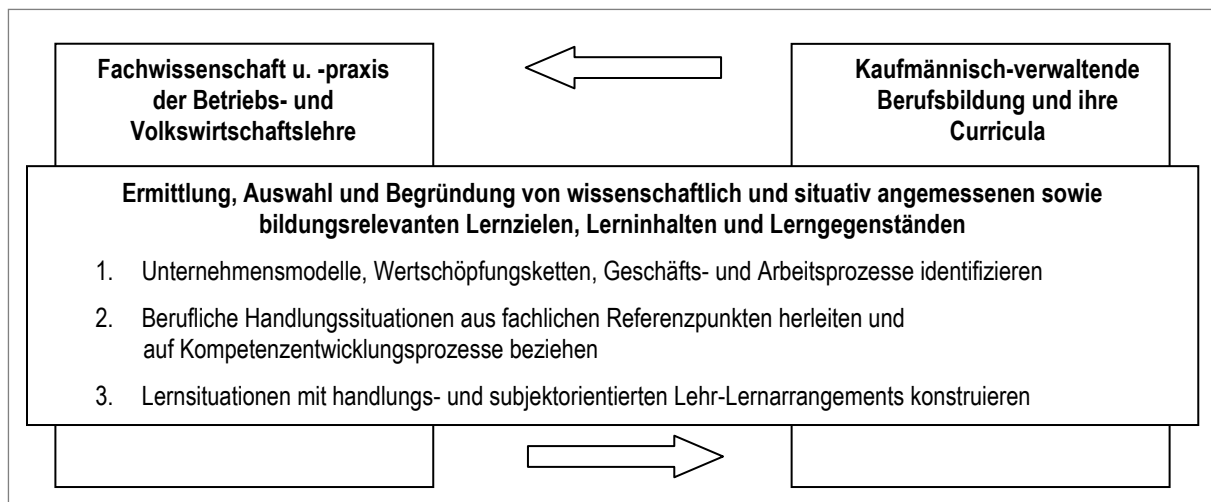 Fachwissenschaft u. -praxis
der Betriebs- und
Volkswirtschaftslehre
Kaufmännisch-verwaltende
Berufsbildung und ihre
Curricula
Ermittlung, Auswahl und Begründung von wissenschaftlich und situativ angemessenen sowie
bildungsrelevanten Lernzielen, Lerninhalten und Lerngegenständen
1. Unternehmensmodelle, Wertschöpfungsketten, Geschäfts- und Arbeitsprozesse identifizieren
2. Berufliche Handlungssituationen aus fachlichen Referenzpunkten herleiten und
auf Kompetenzentwicklungsprozesse beziehen
3. Lernsituationen mit handlungs- und subjektorientierten Lehr-Lernarrangements konstruieren